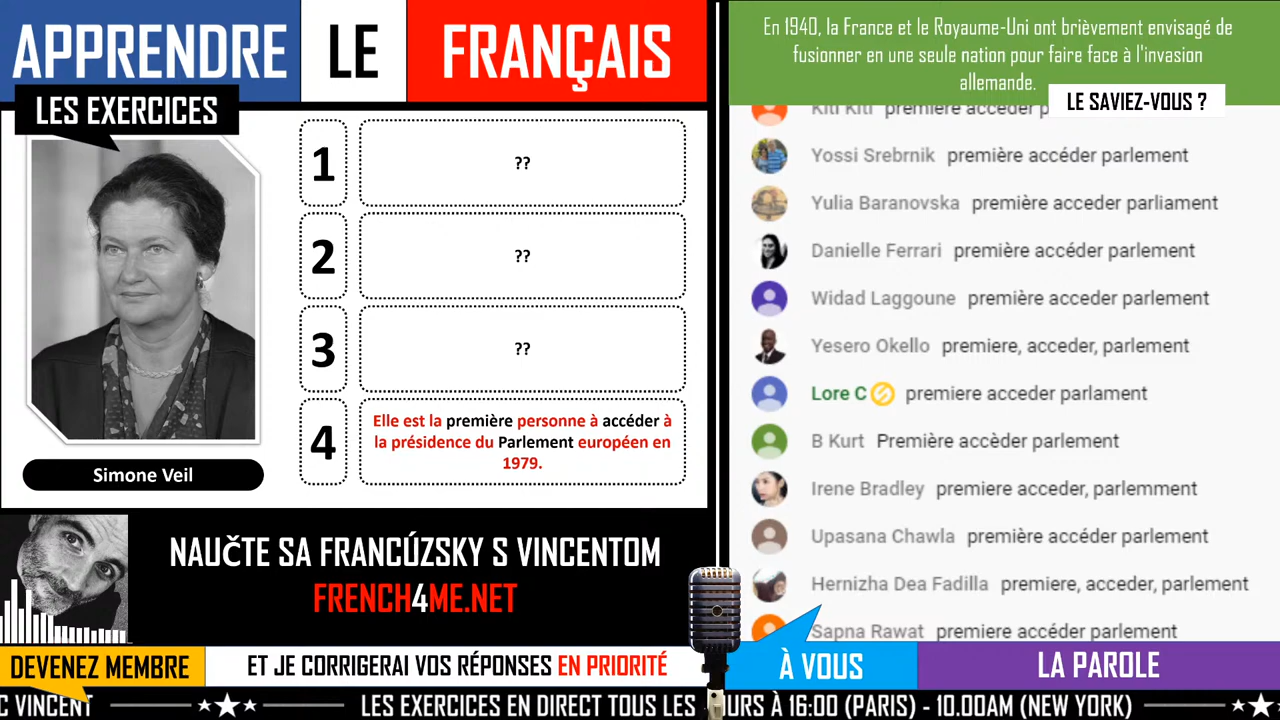 APPRENDRE LE FRANÇAIS
LES EXERCICES
Simone Veil
1
??
2
??
3
??
4
Elle est la première personne à accéder à
la présidence du Parlement européen en
1979.
NAUČTE SA FRANCÚZSKY S VINCENTOM
FRENCH4ME.NET
DEVENEZ MEMBRE
ET JE CORRIGERAI VOS RÉPONSES EN PRIORITÉ
En 1940, la France et le Royaume-Uni ont brièvement envisagé de
fusionner en une seule nation pour faire face à l'invasion
allemande.
LE SAVIEZ-VOUS ?
Kiti Kiti première accéder p
Yossi Srebrnik première accéder parlement
Yulia Baranovska première acceder parliament
Danielle Ferrari première accéder parlement
Widad Laggoune première accéder parlement
Yesero Okello premiere, acceder, parlement
Lore C premiere acceder parlament
B Kurt Première accèder parlement
Irene Bradley premiere acceder, parlemment
Upasana Chawla première accéder parlement
Hernizha Dea Fadilla premiere, acceder, parlement
Sapna Rawat premiere accéder parlement
À VOUS
LA PAROLE
C VINCENT LES EXERCICES EN DIRECT TOUS LES OURS À 16:00 (PARIS) - 10.00AM (NEW YORK)